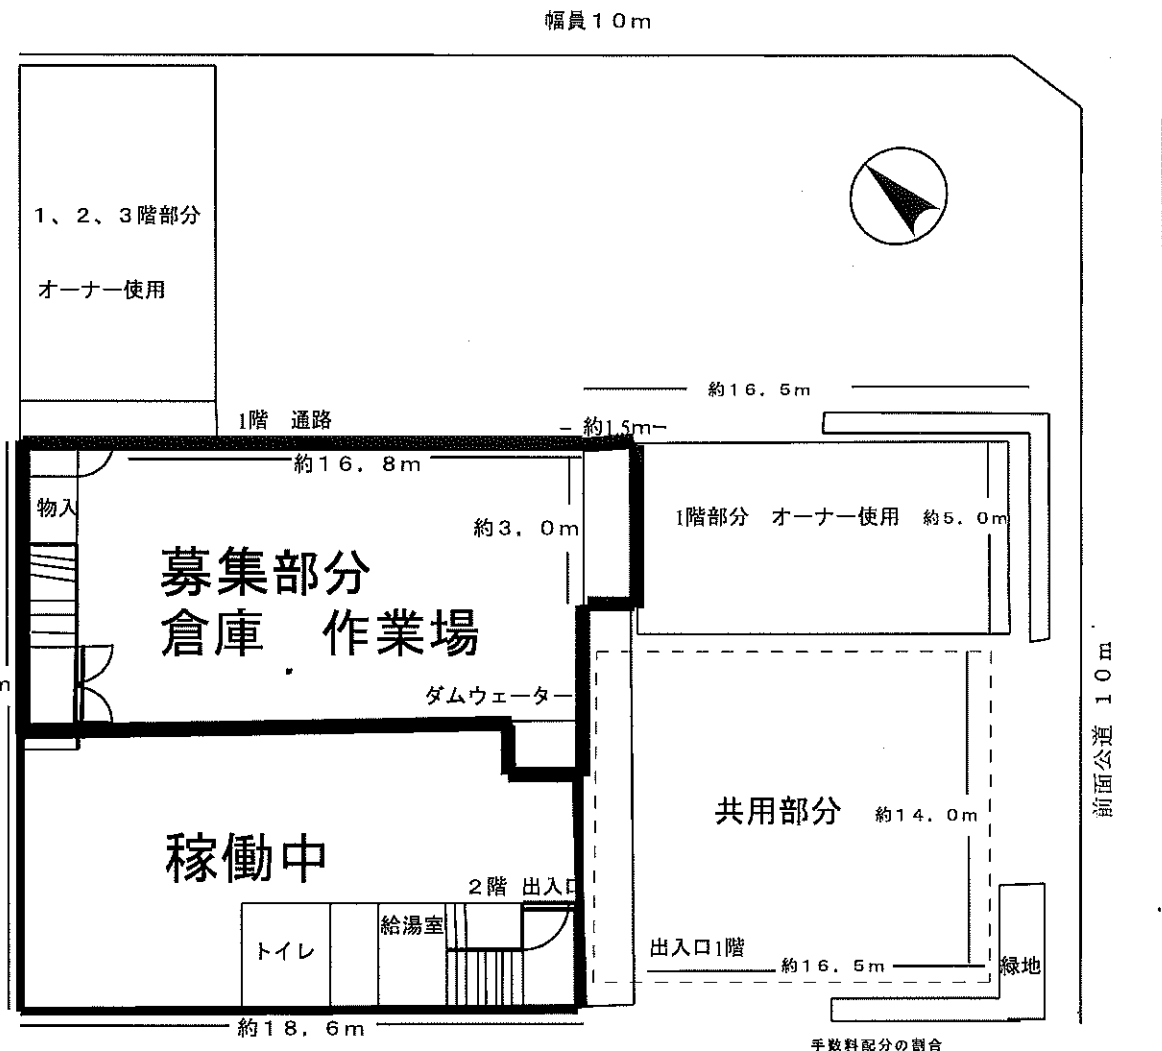 幅員10m
1、2、3階部分
オーナー使用
約16.5m
1階 通路
約1.5m
約16.8m
物入
約3.0m
1階部分 オーナー使用 約5.0m
募集部分
倉庫 作業場
m
ダムウェーター
前面公道 10m
共用部分 約14.0m
稼働中
2階 出入口
給湯室
トイレ
出入口1階
約16.5m
緑地
約18.6m
手数料配分の割合